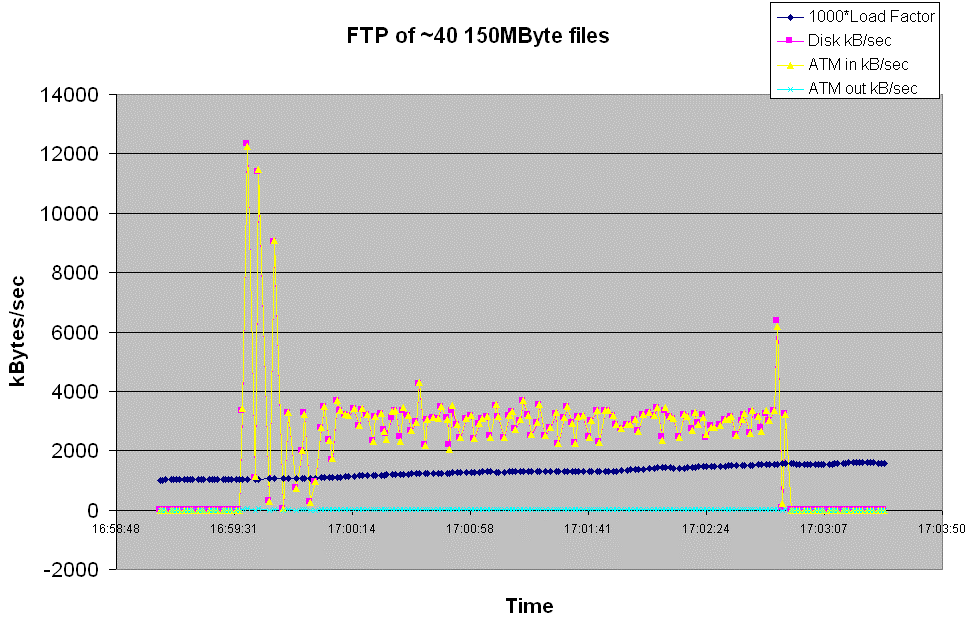 FTP of ~40 150MByte files
1000*Load Factor
Disk kB/sec
ATM in kB/sec
ATM out kB/sec
kBytes/sec
14000
12000
10000
8000
6000
4000
2000
0
-2000
16:58:48 16:59:31 17:00:14 17:00:58 17:01:41 17:02:24 17:03:07 17:03:50
Time